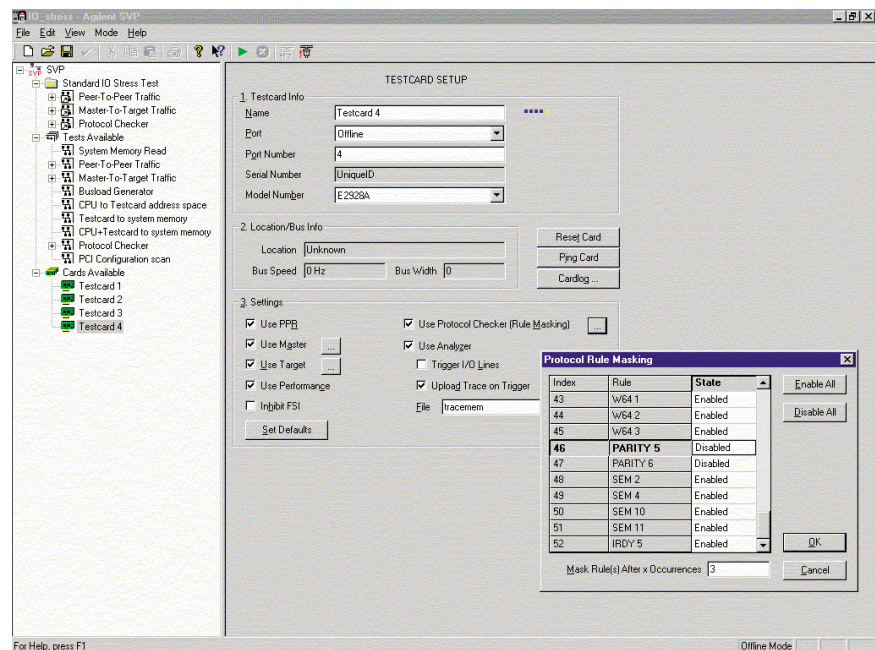 IO_stress - Agilent SVP
File Edit View Mode Help
SVP
Standard IO Stress Test
Peer-To-Peer Traffic
Master-To-Target Traffic
Protocol Checker
Tests Available
System Memory Read
Peer-To-Peer Traffic
Master-To-Target Traffic
Busload Generator
CPU to Testcard address space
Testcard to system memory
CPU+Testcard to system memory
Protocol Checker
PCI Configuration scan
Cards Available
Testcard 1
Testcard 2
Testcard 3
Testcard 4
TESTCARD SETUP
1. Testcard Info
Name Testcard 4
Port Offline
Port Number 4
Serial Number UniqueID
Model Number E2928A
2. Location/Bus Info
Location Unknown
Bus Speed 0 Hz Bus Width 0
Reset Card
Ping Card
Cardlog ...
3. Settings
Use PPR Use Protocol Checker (Rule Masking) ...
Use Master ... Use Analyzer
Use Target ... Trigger I/O Lines
Use Performance Upload Trace on Trigger
Inhibit FSI File tracemem
Set Defaults
Protocol Rule Masking
Index Rule State
43 W64 1 Enabled
44 W64 2 Enabled
45 W64 3 Enabled
46 PARITY 5 Disabled
47 PARITY 6 Disabled
48 SEM 2 Enabled
49 SEM 4 Enabled
50 SEM 10 Enabled
51 SEM 11 Enabled
52 IRDY 5 Enabled
Enable All
Disable All
OK
Mask Rule(s) After x Occurrences 3
Cancel
For Help, press F1 Offline Mode